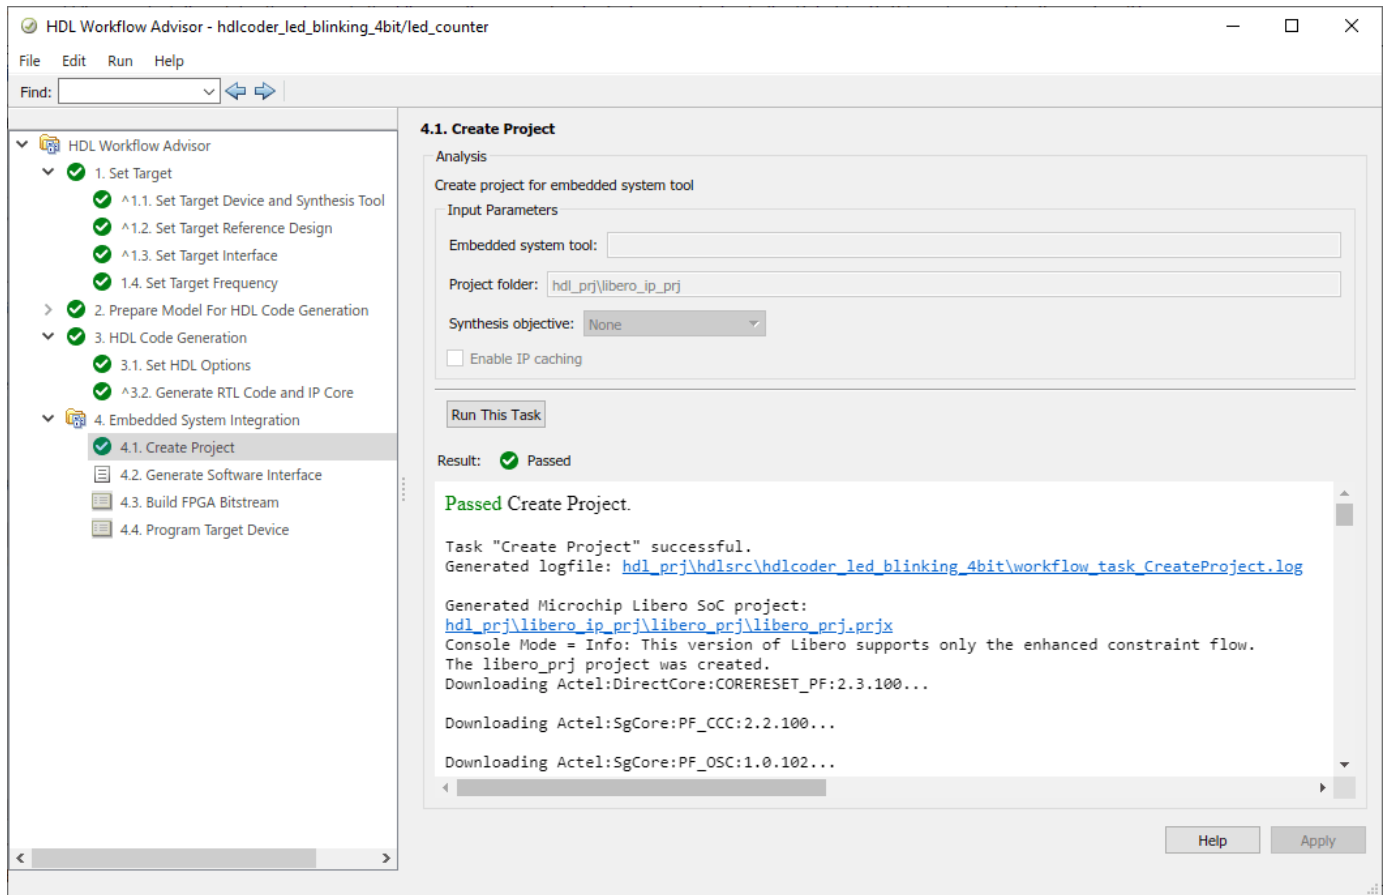 HDL Workflow Advisor - hdlcoder_led_blinking_4bit/led_counter
File Edit Run Help
Find:
HDL Workflow Advisor
1. Set Target
^1.1. Set Target Device and Synthesis Tool
^1.2. Set Target Reference Design
^1.3. Set Target Interface
1.4. Set Target Frequency
2. Prepare Model For HDL Code Generation
3. HDL Code Generation
3.1. Set HDL Options
^3.2. Generate RTL Code and IP Core
4. Embedded System Integration
4.1. Create Project
4.2. Generate Software Interface
4.3. Build FPGA Bitstream
4.4. Program Target Device
4.1. Create Project
Analysis
Create project for embedded system tool
Input Parameters
Embedded system tool:
Project folder: hdl_prj\libero_ip_prj
Synthesis objective: None
Enable IP caching
Run This Task
Result: Passed
Passed Create Project.
Task "Create Project" successful.
Generated logfile: hdl_prj\hdlsrc\hdlcoder_led_blinking_4bit\workflow_task_CreateProject.log
Generated Microchip Libero SoC project:
hdl_prj\libero_ip_prj\libero_prj\libero_prj.prjx
Console Mode = Info: This version of Libero supports only the enhanced constraint flow.
The libero_prj project was created.
Downloading Actel:DirectCore:CORERESET_PF:2.3.100...
Downloading Actel:SgCore:PF_CCC:2.2.100...
Downloading Actel:SgCore:PF_OSC:1.0.102...
Help Apply